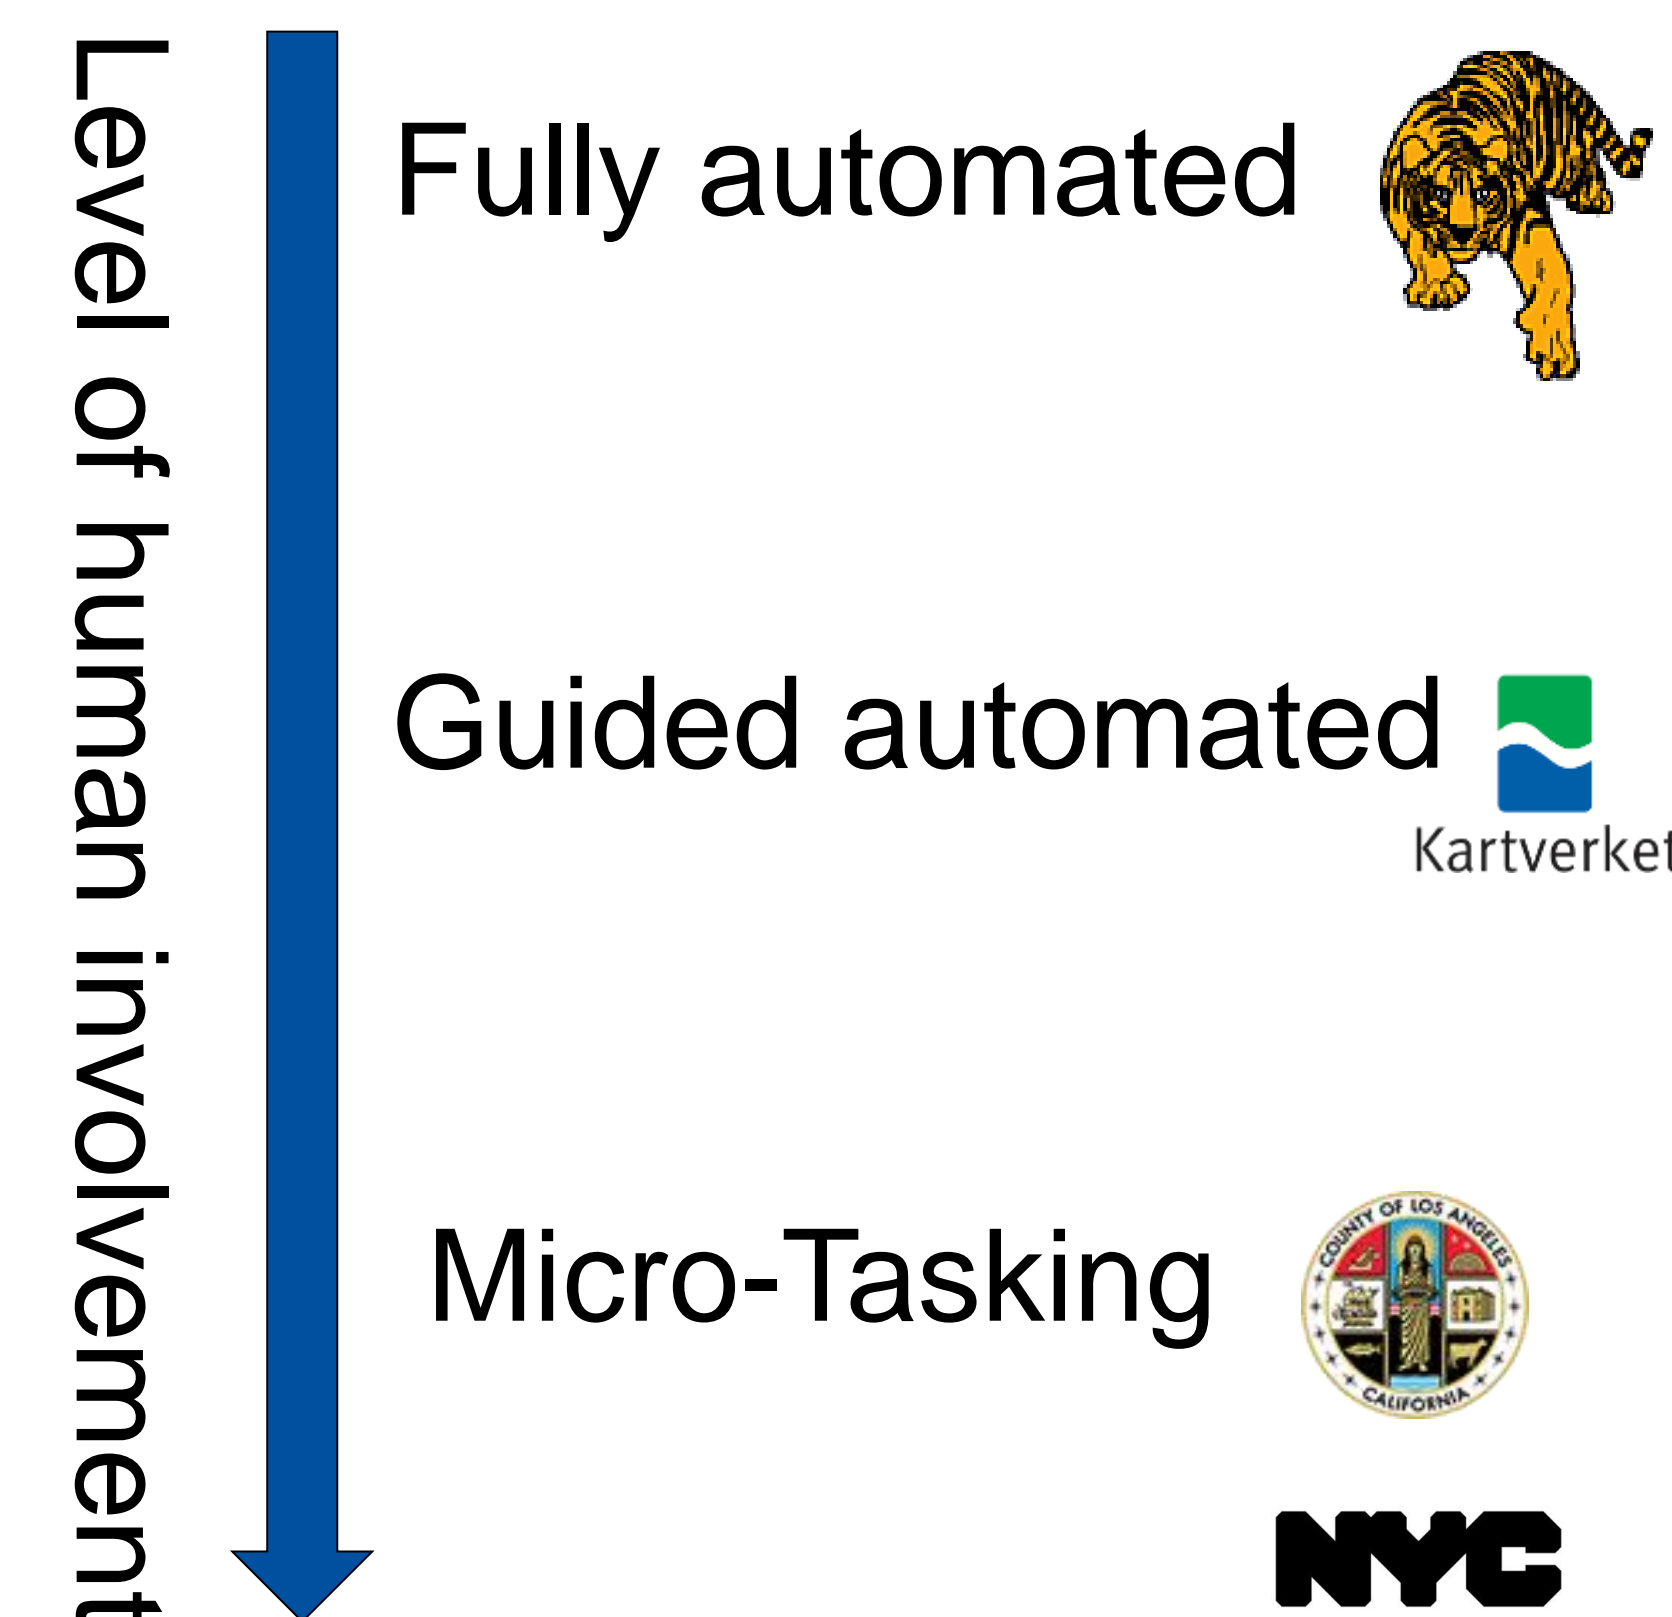 Level of human involvement
Fully automated
Guided automated
Kartverket
Micro-Tasking
COUNTY OF LOS ANGELES
CALIFORNIA
NYC